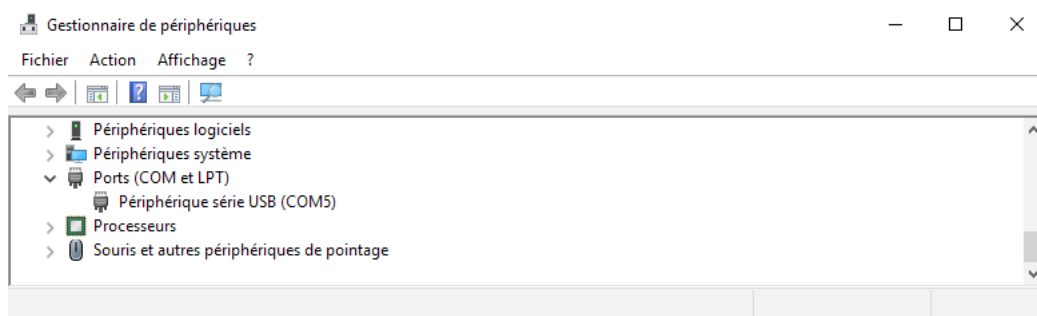 Gestionnaire de périphériques
Fichier Action Affichage ?
Périphériques logiciels
Périphériques système
Ports (COM et LPT)
Périphérique série USB (COM5)
Processeurs
Souris et autres périphériques de pointage